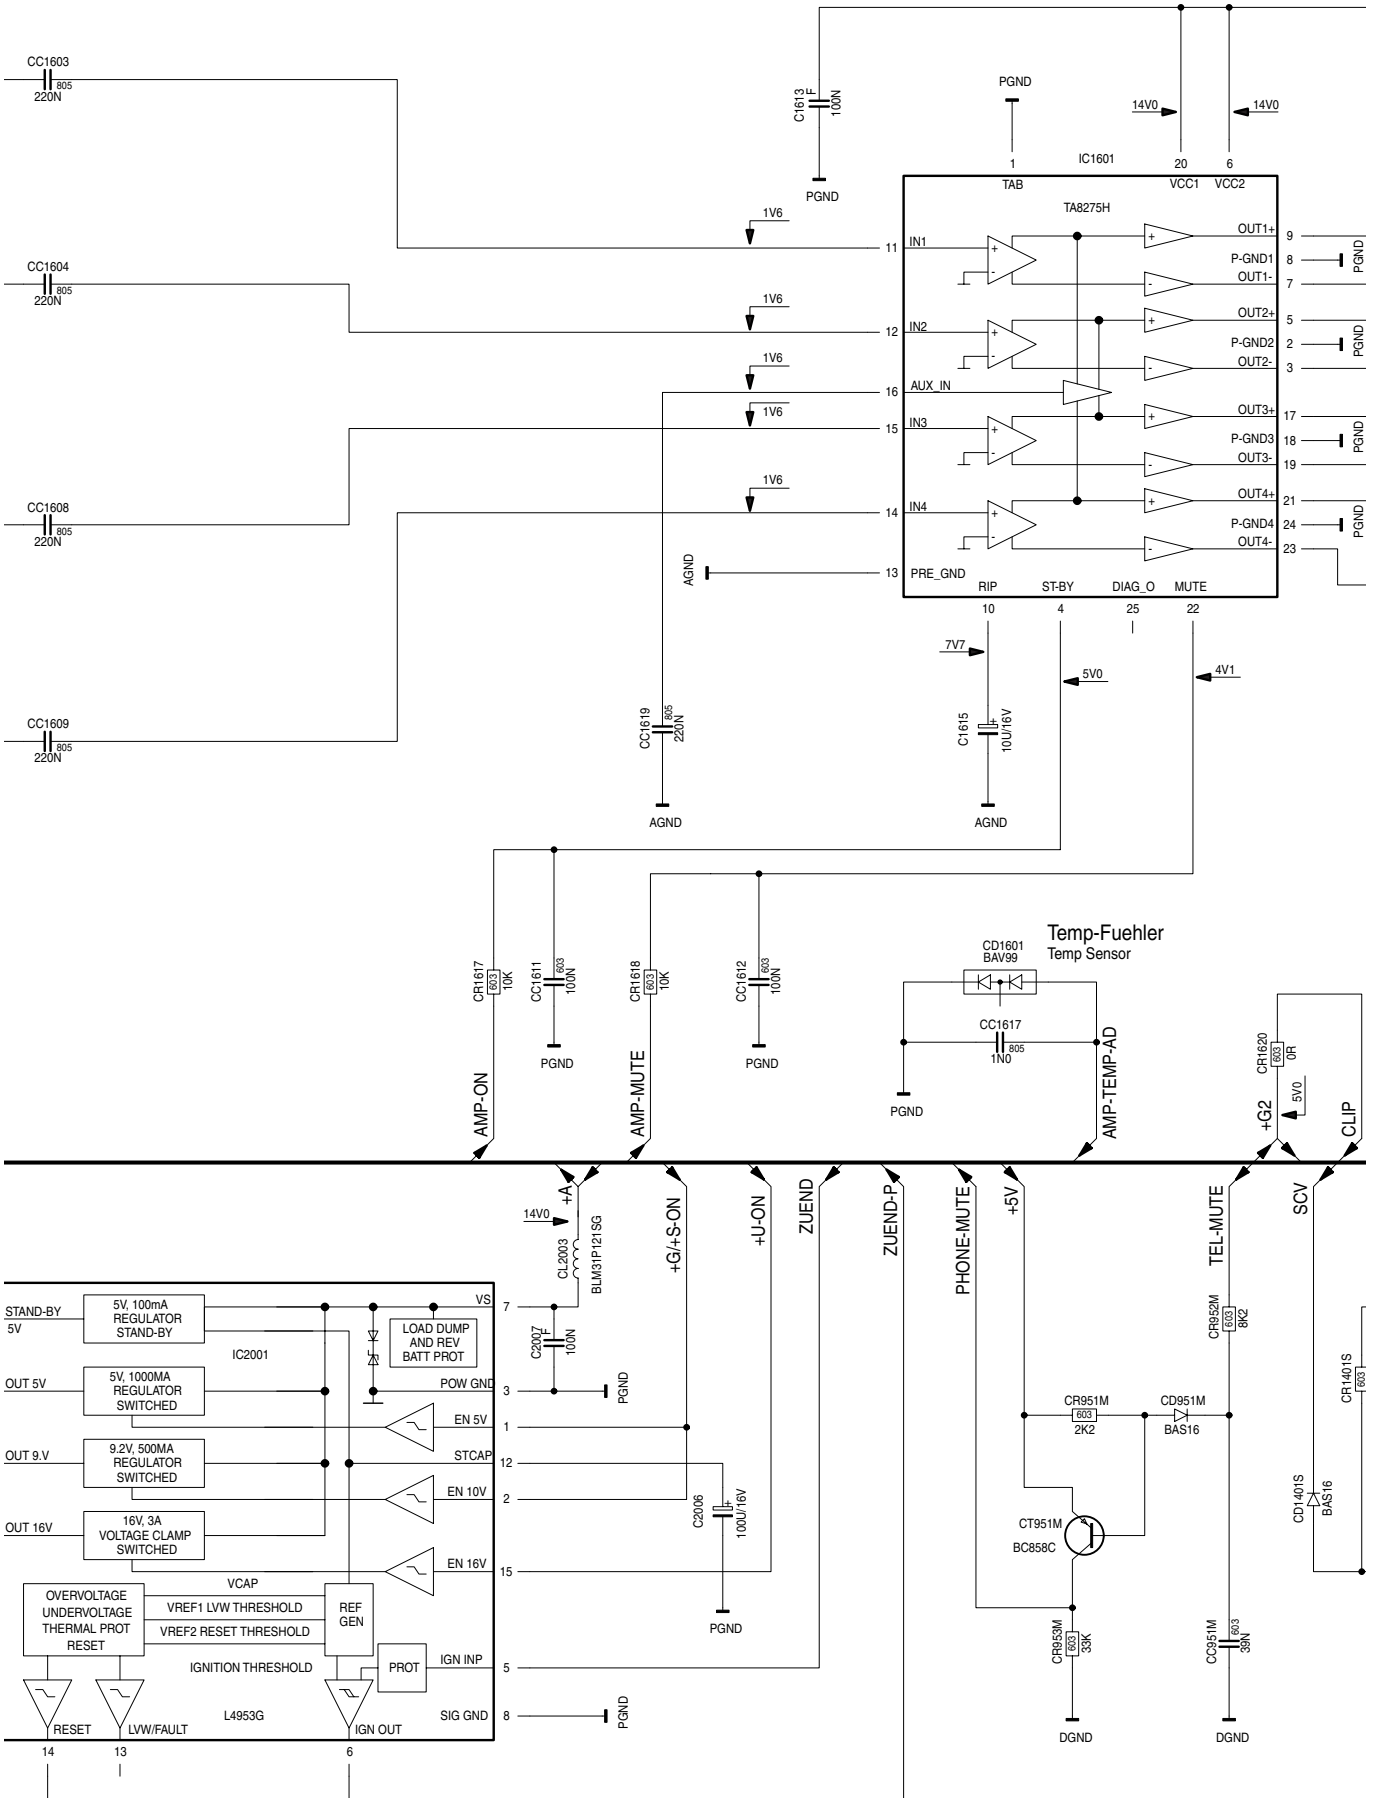 CC1603
805
220N
C1613
F
100N
PGND
PGND
14V0
14V0
1
IC1601
20
6
TAB
VCC1
VCC2
TA8275H
1V6
11
IN1
+
-
+
OUT1+
9
P-GND1
8
PGND
-
OUT1-
7
CC1604
805
220N
1V6
12
IN2
+
-
+
OUT2+
5
P-GND2
2
PGND
-
OUT2-
3
1V6
16
AUX_IN
1V6
15
IN3
+
-
+
OUT3+
17
P-GND3
18
PGND
-
OUT3-
19
CC1608
805
220N
1V6
14
IN4
+
-
+
OUT4+
21
P-GND4
24
PGND
-
OUT4-
23
AGND
13
PRE_GND
RIP
ST-BY
DIAG_O
MUTE
10
4
25
22
7V7
5V0
4V1
CC1609
805
220N
CC1619
805
220N
AGND
C1615
+
10U/16V
AGND
CR1617
603
10K
CC1611
603
100N
PGND
CR1618
603
10K
CC1612
603
100N
PGND
Temp-Fuehler
Temp Sensor
CD1601
BAV99
CC1617
805
1N0
PGND
AMP-ON
AMP-MUTE
AMP-TEMP-AD
CR1620
603
0R
+G2
5V0
CLIP
+A
14V0
CL2003
BLM31P121SG
+G/+S-ON
+U-ON
ZUEND
ZUEND-P
PHONE-MUTE
+5V
TEL-MUTE
SCV
STAND-BY
5V
5V, 100mA
REGULATOR
STAND-BY
IC2001
LOAD DUMP
AND REV
BATT PROT
VS
7
C2007
F
100N
PGND
OUT 5V
5V, 1000MA
REGULATOR
SWITCHED
POW GND
3
EN 5V
1
OUT 9.V
9.2V, 500MA
REGULATOR
SWITCHED
STCAP
12
EN 10V
2
C2006
+
100U/16V
PGND
OUT 16V
16V, 3A
VOLTAGE CLAMP
SWITCHED
EN 16V
15
VCAP
OVERVOLTAGE
UNDERVOLTAGE
THERMAL PROT
RESET
VREF1 LVW THRESHOLD
VREF2 RESET THRESHOLD
REF
GEN
IGNITION THRESHOLD
PROT
IGN INP
5
L4953G
SIG GND
8
PGND
RESET
LVW/FAULT
IGN OUT
14
13
6
CR952M
603
8K2
CR951M
603
2K2
CD951M
BAS16
CT951M
BC858C
CR953M
603
33K
DGND
CC951M
603
39N
DGND
CD1401S
BAS16
CR1401S
603